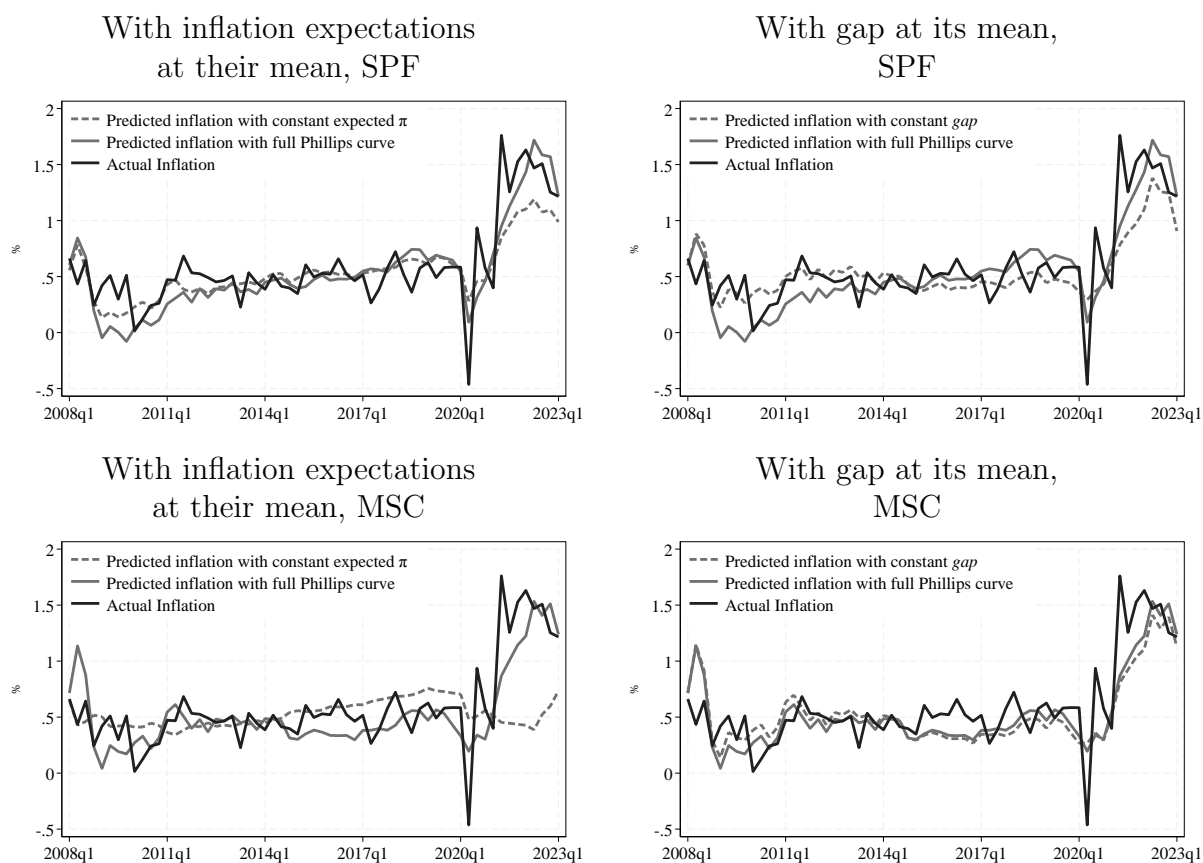 With inflation expectations
at their mean, SPF
Predicted inflation with constant expected π
Predicted inflation with full Phillips curve
Actual Inflation
2
1.5
1
.5
0
-.5
%
2008q1 2011q1 2014q1 2017q1 2020q1 2023q1
With gap at its mean,
SPF
Predicted inflation with constant gap
Predicted inflation with full Phillips curve
Actual Inflation
2
1.5
1
.5
0
-.5
%
2008q1 2011q1 2014q1 2017q1 2020q1 2023q1
With inflation expectations
at their mean, MSC
Predicted inflation with constant expected π
Predicted inflation with full Phillips curve
Actual Inflation
2
1.5
1
.5
0
-.5
%
2008q1 2011q1 2014q1 2017q1 2020q1 2023q1
With gap at its mean,
MSC
Predicted inflation with constant gap
Predicted inflation with full Phillips curve
Actual Inflation
2
1.5
1
.5
0
-.5
%
2008q1 2011q1 2014q1 2017q1 2020q1 2023q1